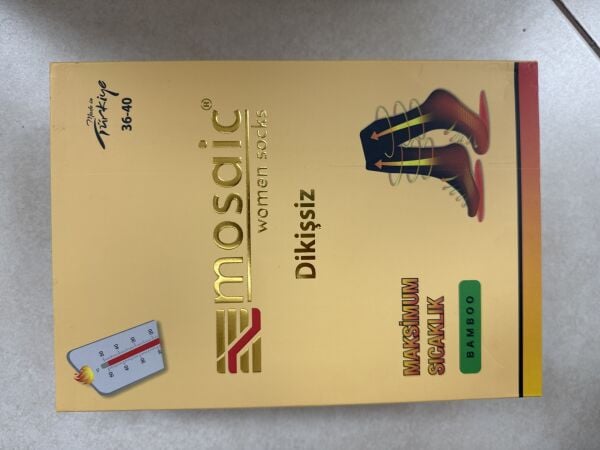 Made in
Türkiye
36-40
mosaic®
women socks
Dikişsiz
MAKSİMUM
SICAKLIK
BAMBOO